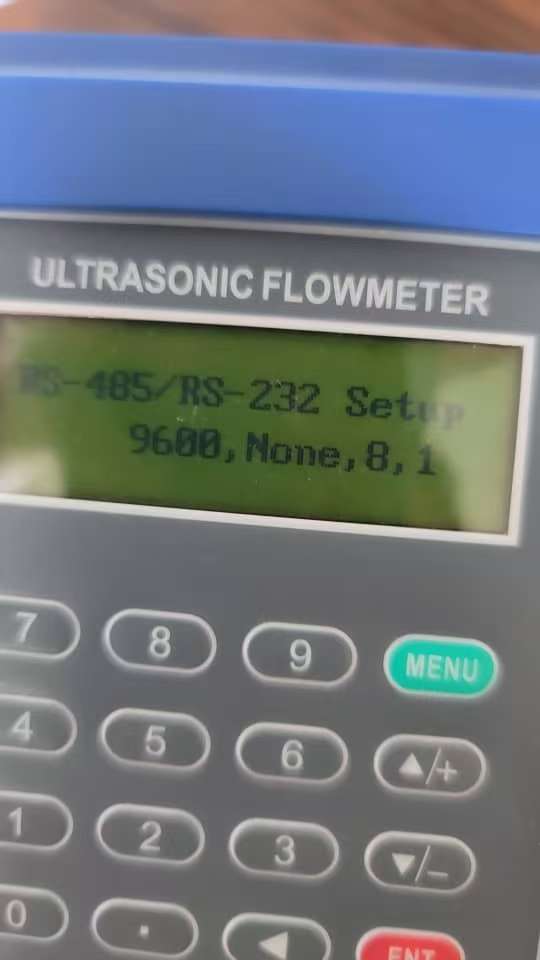 ULTRASONIC FLOWMETER
RS-485/RS-232 Setup
9600,None,8,1
7 8 9 MENU
4 5 6 ▲/+
1 2 3 ▼/−
0 . ◀ ENT